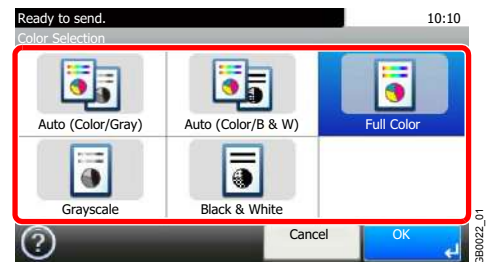 Ready to send. 10:10
Color Selection
Auto (Color/Gray) Auto (Color/B & W) Full Color
Grayscale Black & White
? Cancel OK
GB0022_01